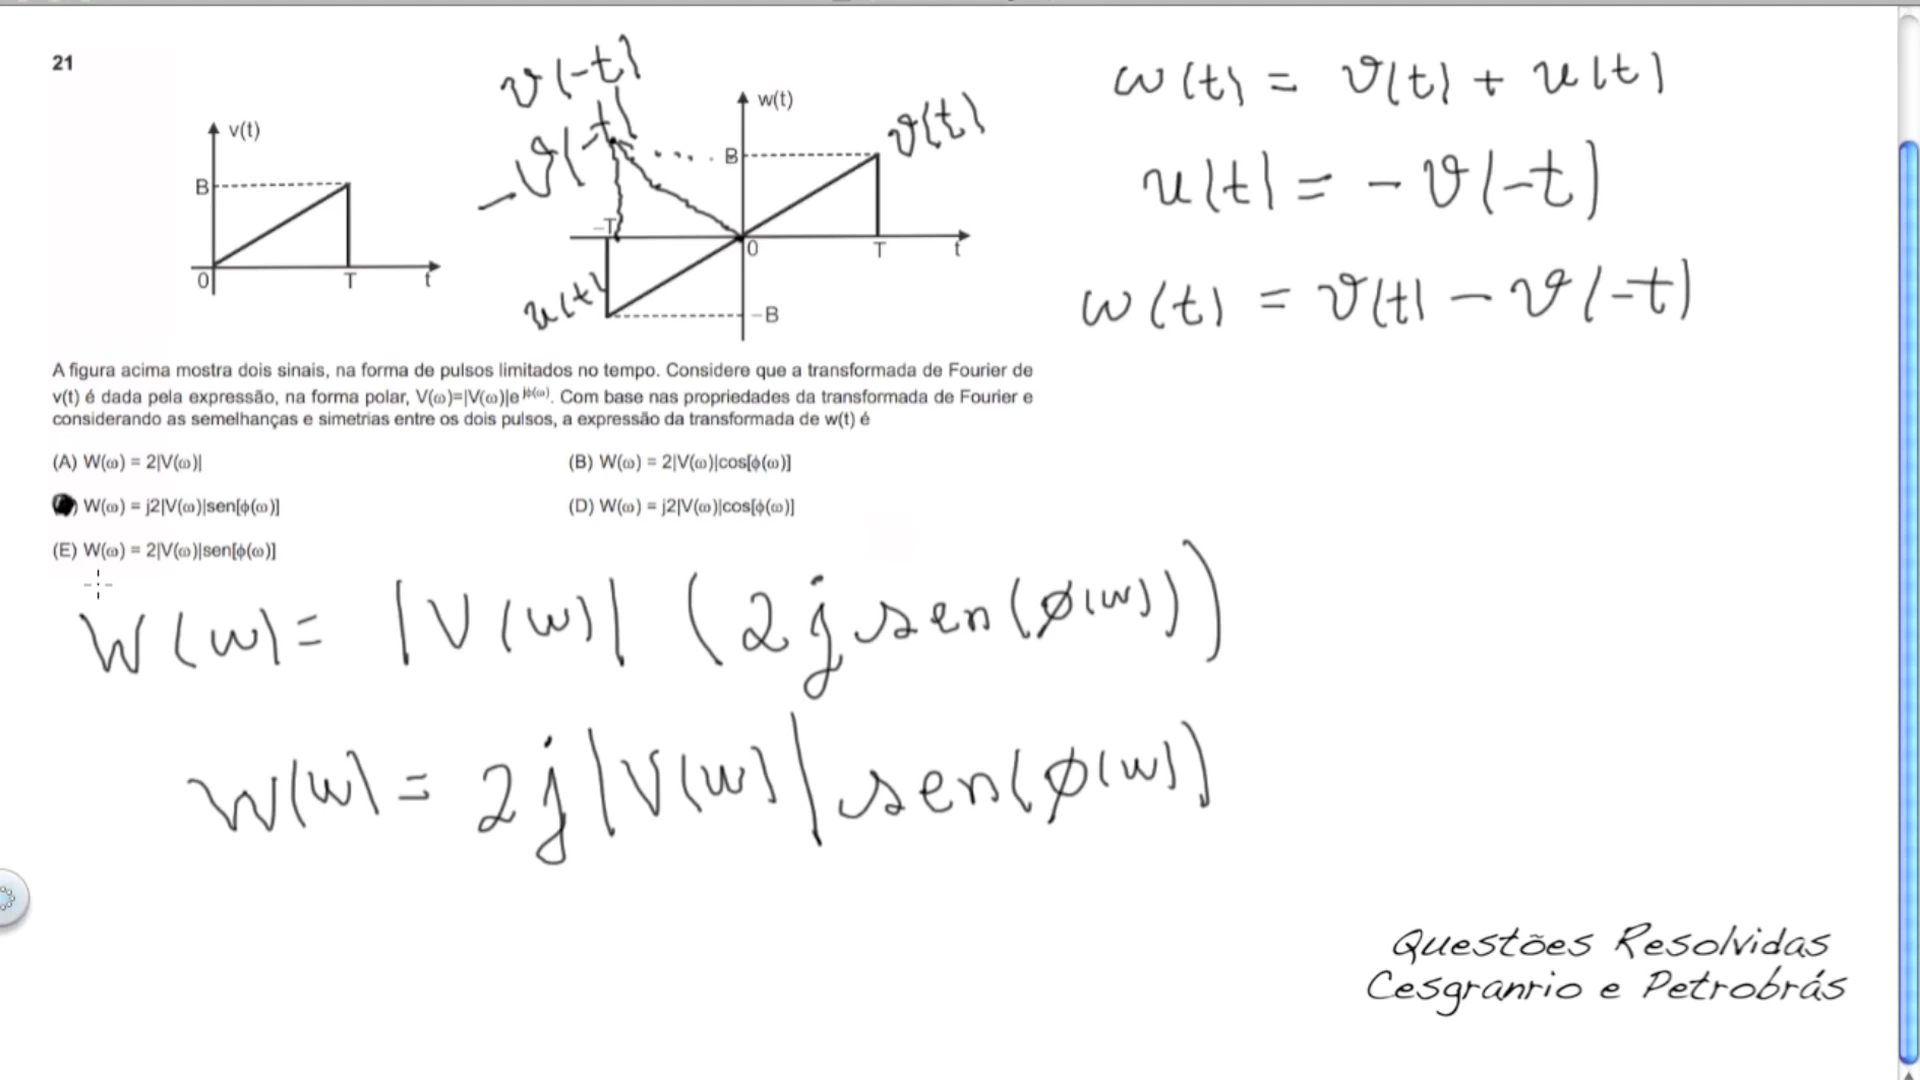 21
v(t)
B
0
T
t
v(-t)
-v(-t)
w(t)
v(t)
B
-T
0
T
t
u(t)
-B
w(t) = v(t) + u(t)
u(t) = - v(-t)
w(t) = v(t) - v(-t)
A figura acima mostra dois sinais, na forma de pulsos limitados no tempo. Considere que a transformada de Fourier de
v(t) é dada pela expressão, na forma polar, V(ω)=|V(ω)|e^jϕ(ω). Com base nas propriedades da transformada de Fourier e
considerando as semelhanças e simetrias entre os dois pulsos, a expressão da transformada de w(t) é
(A) W(ω) = 2|V(ω)|
(B) W(ω) = 2|V(ω)|cos[ϕ(ω)]
) W(ω) = j2|V(ω)|sen[ϕ(ω)]
(D) W(ω) = j2|V(ω)|cos[ϕ(ω)]
(E) W(ω) = 2|V(ω)|sen[ϕ(ω)]
W(w) = |V(w)| (2j sen(ϕ(w)))
W(w) = 2j|V(w)| sen(ϕ(w))
Questões Resolvidas
Cesgranrio e Petrobrás